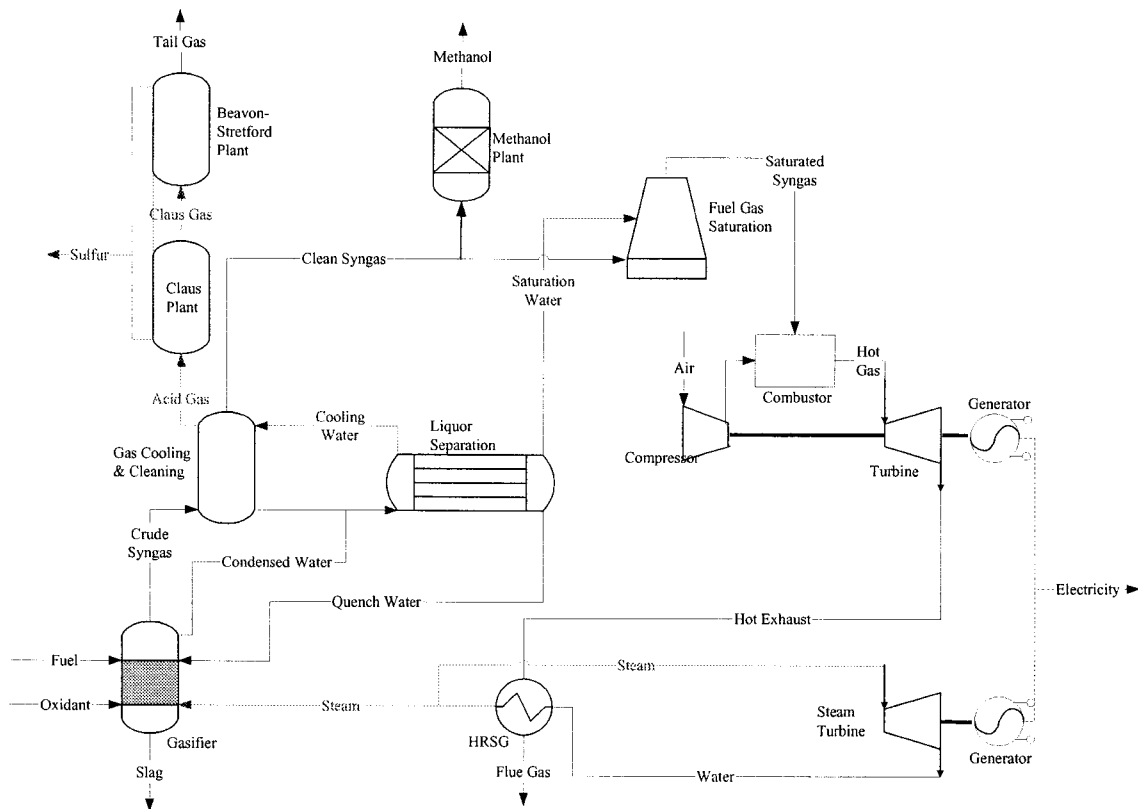 Tail Gas
Methanol
Beavon-
Stretford
Plant
Methanol
Plant
Saturated
Syngas
Claus Gas
Fuel Gas
Saturation
Sulfur
Clean Syngas
Saturation
Water
Claus
Plant
Air
Hot
Gas
Combustor
Acid Gas
Cooling
Water
Liquor
Separation
Generator
Gas Cooling
& Cleaning
Compressor
Turbine
Crude
Syngas
Condensed Water
Quench Water
Electricity
Hot Exhaust
Fuel
Steam
Oxidant
Steam
Steam
Turbine
Gasifier
HRSG
Generator
Slag
Flue Gas
Water